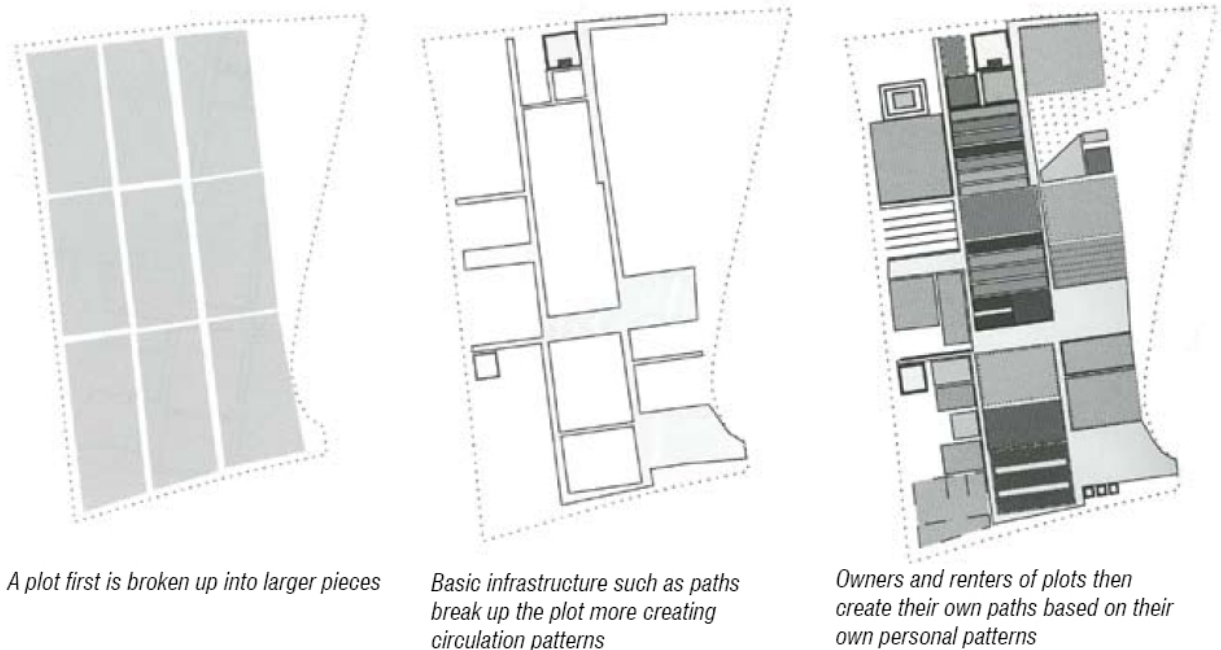 A plot first is broken up into larger pieces
Basic infrastructure such as paths
break up the plot more creating
circulation patterns
Owners and renters of plots then
create their own paths based on their
own personal patterns